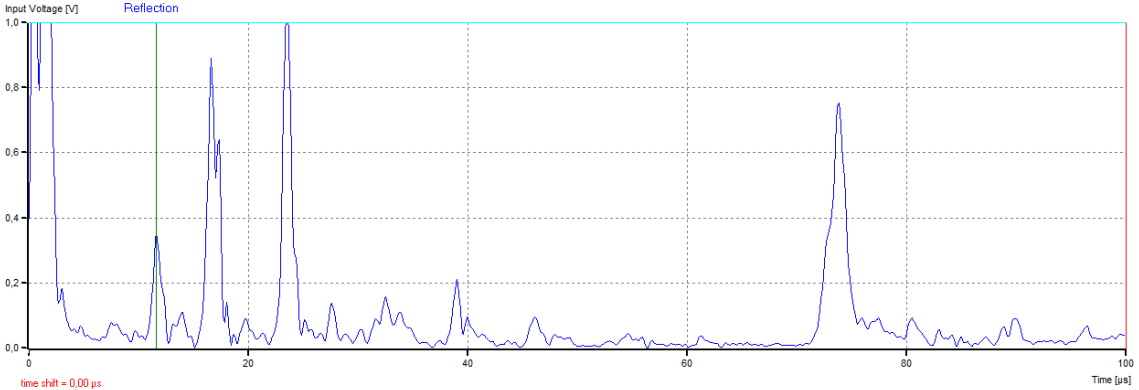 Input Voltage [V] Reflection
1,0
0,8
0,6
0,4
0,2
0,0
0 20 40 60 80 100
Time [µs]
time shift = 0.00 µs